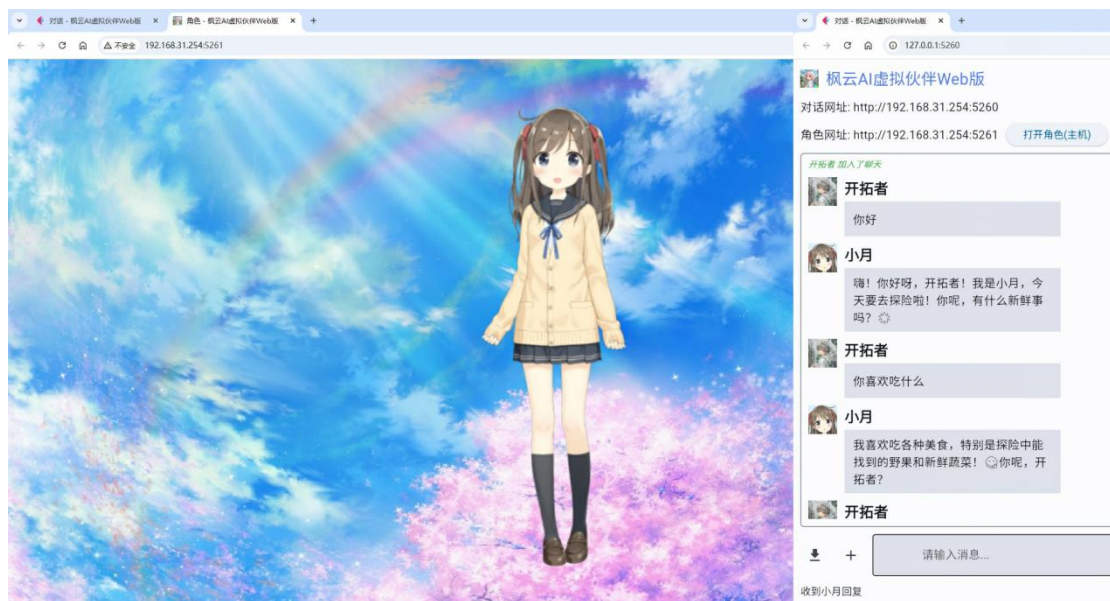 对话 - 枫云AI虚拟伙伴Web版
角色 - 枫云AI虚拟伙伴Web版
不安全 192.168.31.254:5261
对话 - 枫云AI虚拟伙伴Web版
127.0.0.1:5260
枫云AI虚拟伙伴Web版
对话网址: http://192.168.31.254:5260
角色网址: http://192.168.31.254:5261 打开角色(主机)
开拓者 加入了聊天
开拓者
你好
小月
嗨！你好呀，开拓者！我是小月，今
天要去探险啦！你呢，有什么新鲜事
吗？
开拓者
你喜欢吃什么
小月
我喜欢吃各种美食，特别是探险中能
找到的野果和新鲜蔬菜！你呢，开
拓者？
开拓者
请输入消息...
收到小月回复